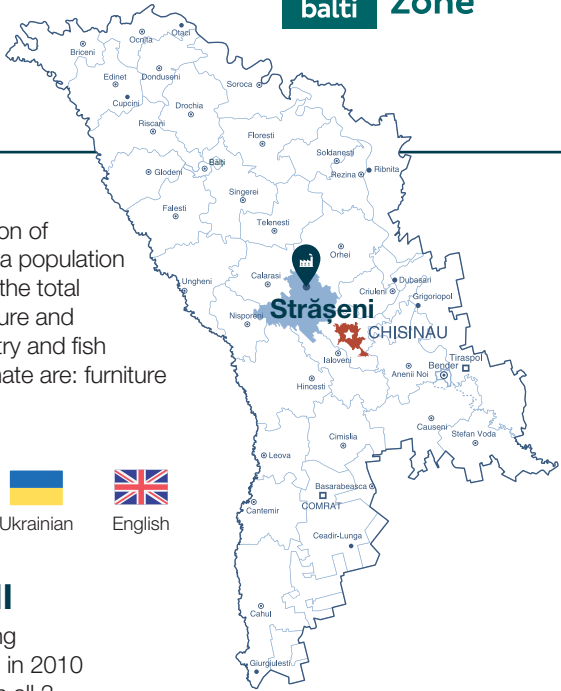 balti
Zone
Otaci
Ocnita
Briceni
Edinet
Donduseni
Soroca
Cupcini
Drochia
Riscani
Floresti
Soldanesti
Balti
Glodeni
Rezina
Ribnita
Singerei
Falesti
Telenesti
on of
a population
the total
ure and
try and fish
nate are: furniture
Orhei
Ungheni
Calarasi
Dubasari
Criuleni
Grigoriopol
Strășeni
Nisporeni
CHISINAU
Ialoveni
Tiraspol
Anenii Noi
Bender
Hincesti
Causeni
Stefan Voda
Cimislia
Leova
Basarabeasca
COMRAT
Cantemir
Ceadir-Lunga
Cahul
Giurgiulesti
Ukrainian
English
ng
in 2010